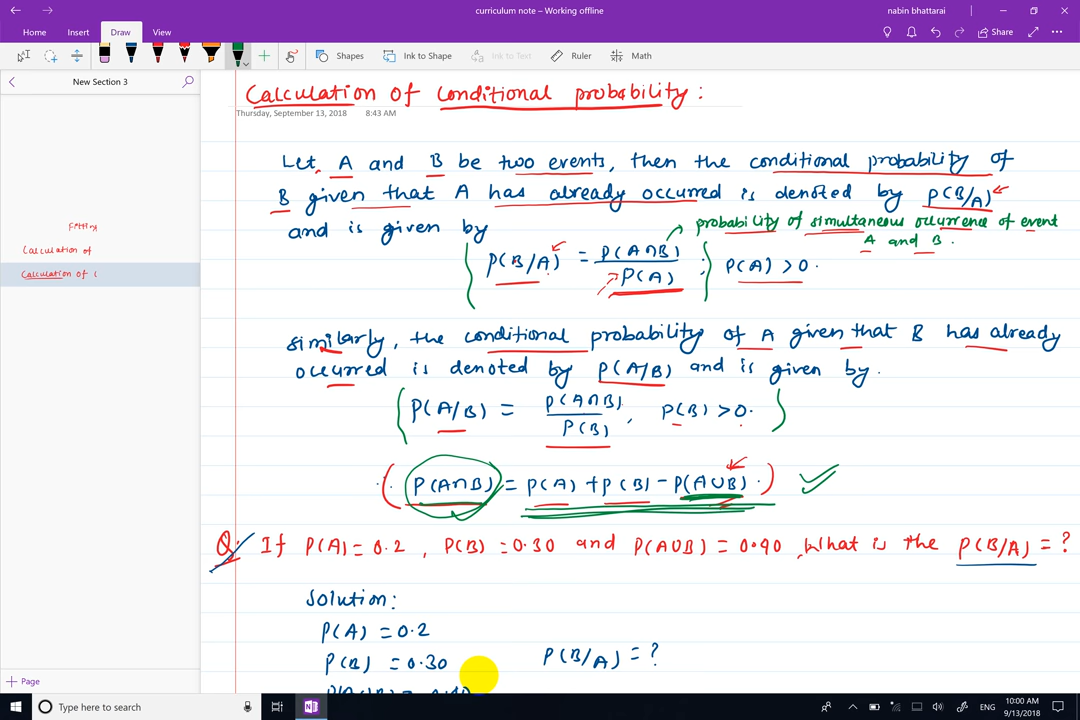 curriculum note – Working offline
nabin bhattarai
Home Insert Draw View
Share
Shapes Ink to Shape Ink to Text Ruler Math
New Section 3
Calculation of conditional probability:
Thursday, September 13, 2018 8:43 AM
Let A and B be two events, then the conditional probability of
B given that A has already occurred is denoted by P(B/A)
and is given by
probability of simultaneous occurrence of event
A and B.
P(B/A) = P(A∩B) / P(A) ; P(A) > 0.
similarly, the conditional probability of A given that B has already
occurred is denoted by P(A/B) and is given by.
P(A/B) = P(A∩B) / P(B) , P(B) > 0.
(P(A∩B) = P(A) + P(B) – P(A∪B).)
Q. If P(A) = 0.2, P(B) = 0.30 and P(A∪B) = 0.40, What is the P(B/A) = ?
Solution:
P(A) = 0.2
P(B) = 0.30
P(B/A) = ?
P(A∪B) = 0.40
Calculation of
Calculation of C
Page
Type here to search
ENG
10:00 AM
9/13/2018